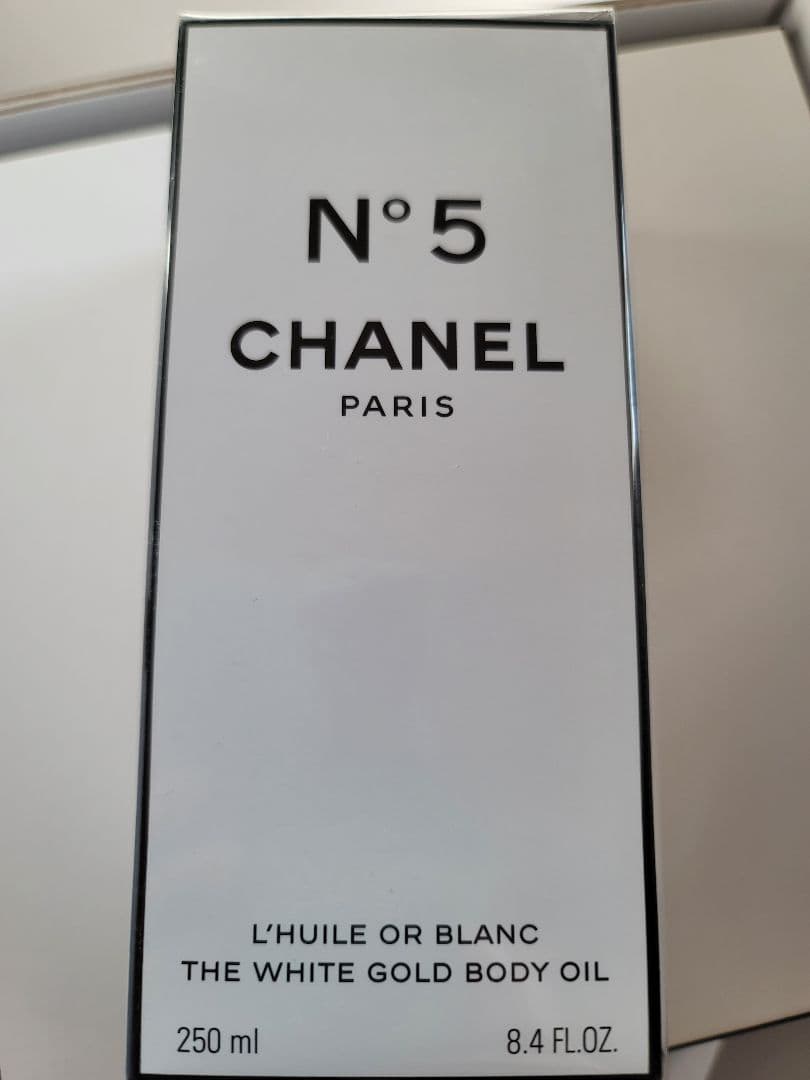 N° 5
CHANEL
PARIS
L'HUILE OR BLANC
THE WHITE GOLD BODY OIL
250 ml 8.4 FL.OZ.